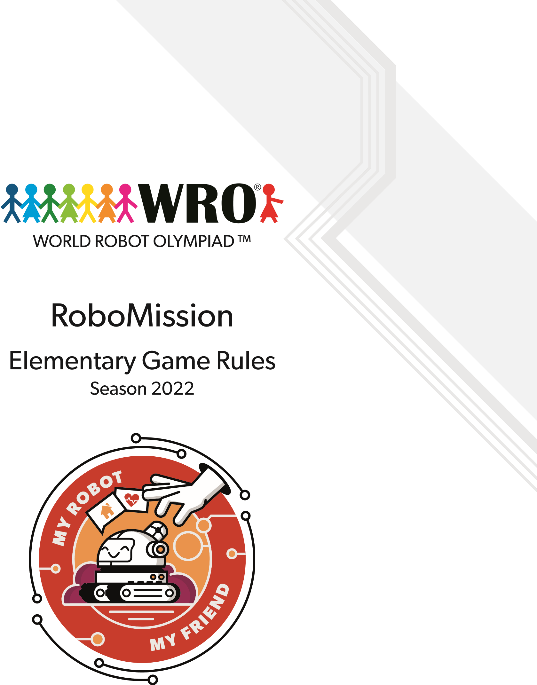 WRO®
WORLD ROBOT OLYMPIAD™
RoboMission
Elementary Game Rules
Season 2022
MY ROBOT
MY FRIEND